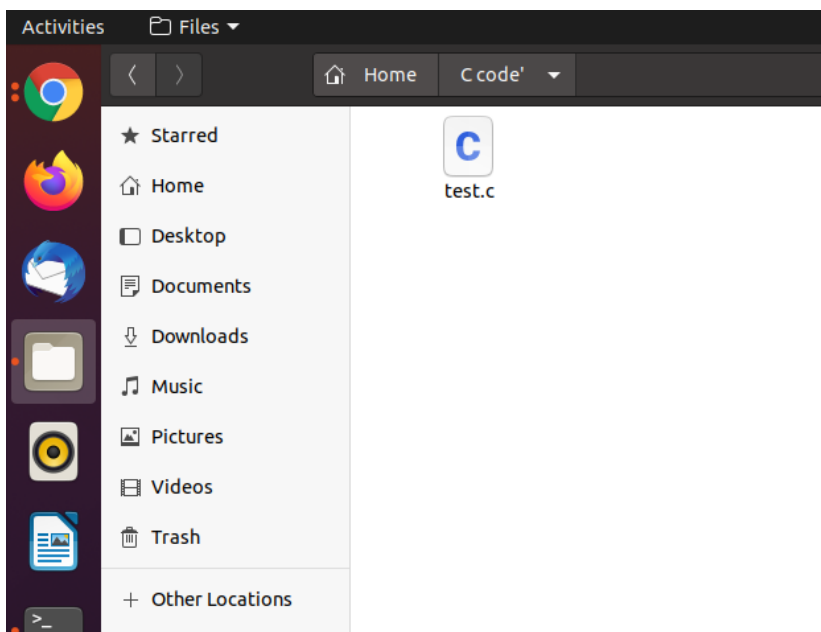 Activities Files
Home C code'
Starred
Home
Desktop
Documents
Downloads
Music
Pictures
Videos
Trash
+ Other Locations
C
test.c
>_